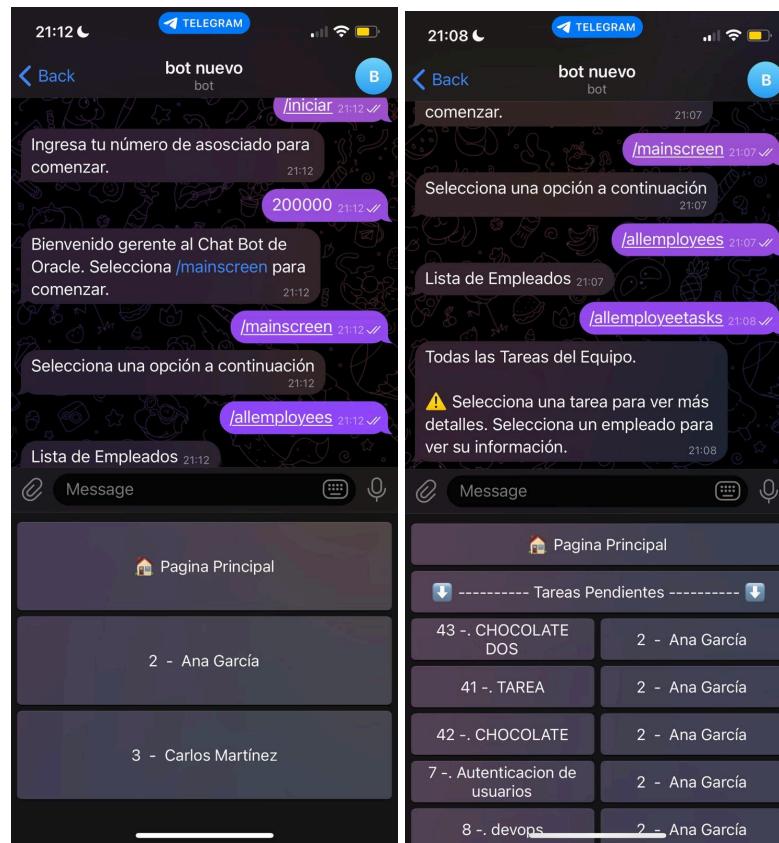 21:12
TELEGRAM
Back
bot nuevo
bot
B
/iniciar 21:12
Ingresa tu número de asosciado para
comenzar.
21:12
200000 21:12
Bienvenido gerente al Chat Bot de
Oracle. Selecciona /mainscreen para
comenzar.
21:12
/mainscreen 21:12
Selecciona una opción a continuación
21:12
/allemployees 21:12
Lista de Empleados 21:12
Message
Pagina Principal
2 - Ana García
3 - Carlos Martínez
21:08
TELEGRAM
Back
bot nuevo
bot
B
comenzar.
21:07
/mainscreen 21:07
Selecciona una opción a continuación
21:07
/allemployees 21:07
Lista de Empleados 21:07
/allemployeetasks 21:08
Todas las Tareas del Equipo.
Selecciona una tarea para ver más
detalles. Selecciona un empleado para
ver su información.
21:08
Message
Pagina Principal
---------- Tareas Pendientes ----------
43 -. CHOCOLATE
DOS
2 - Ana García
41 -. TAREA
2 - Ana García
42 -. CHOCOLATE
2 - Ana García
7 -. Autenticacion de
usuarios
2 - Ana García
8 -. devops
2 - Ana García